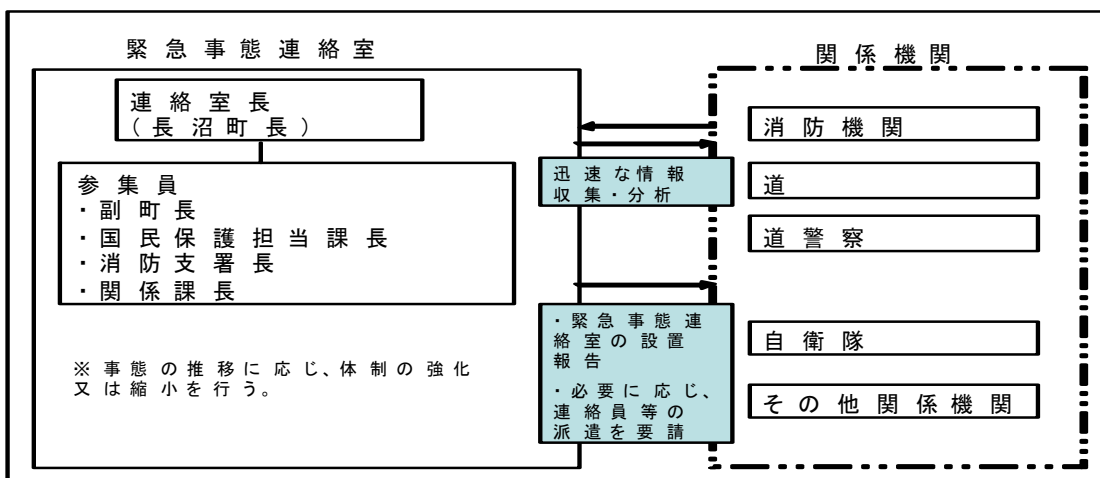 緊急事態連絡室
連絡室長
(長沼町長)
参集員
・副町長
・国民保護担当課長
・消防支署長
・関係課長
※事態の推移に応じ、体制の強化
又は縮小を行う。
迅速な情報
収集・分析
・緊急事態連
絡室の設置
報告
・必要に応じ、
連絡員等の
派遣を要請
関係機関
消防機関
道
道警察
自衛隊
その他関係機関